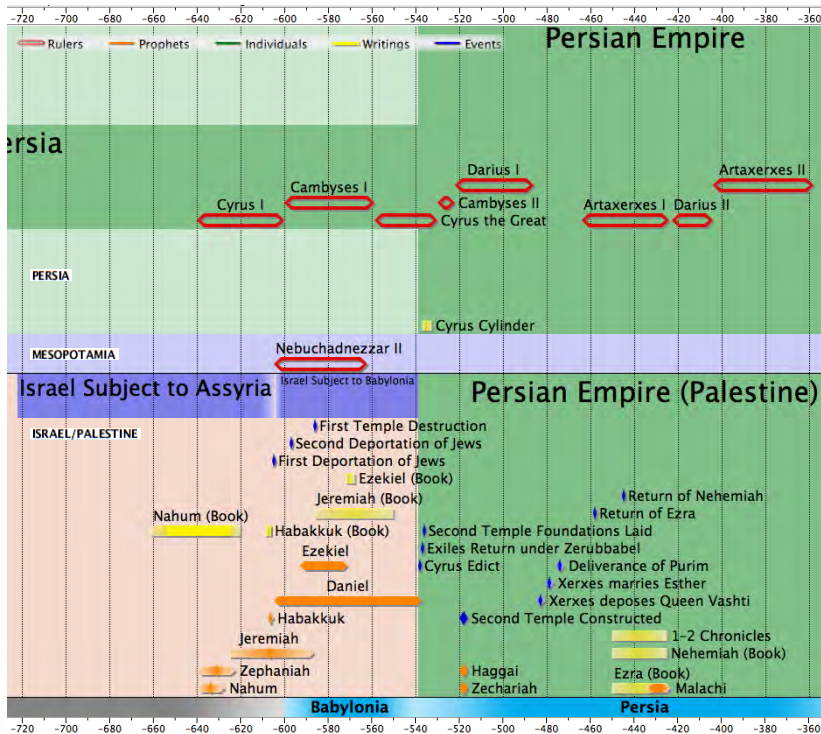 -720 -700 -680 -660 -640 -620 -600 -580 -560 -540 -520 -500 -480 -460 -440 -420 -400 -380 -360
Rulers Prophets Individuals Writings Events
Persian Empire
ersia
Darius I
Artaxerxes II
Cambyses I
Cambyses II
Cyrus I
Cyrus the Great
Artaxerxes I
Darius II
PERSIA
Cyrus Cylinder
MESOPOTAMIA
Nebuchadnezzar II
Israel Subject to Assyria
Israel Subject to Babylonia
Persian Empire (Palestine)
ISRAEL/PALESTINE
First Temple Destruction
Second Deportation of Jews
First Deportation of Jews
Ezekiel (Book)
Jeremiah (Book)
Return of Nehemiah
Nahum (Book)
Return of Ezra
Habakkuk (Book)
Second Temple Foundations Laid
Ezekiel
Exiles Return under Zerubbabel
Cyrus Edict
Deliverance of Purim
Daniel
Xerxes marries Esther
Xerxes deposes Queen Vashti
Habakkuk
Second Temple Constructed
Jeremiah
1-2 Chronicles
Nehemiah (Book)
Zephaniah
Haggai
Ezra (Book)
Nahum
Zechariah
Malachi
Babylonia
Persia
-720 -700 -680 -660 -640 -620 -600 -580 -560 -540 -520 -500 -480 -460 -440 -420 -400 -380 -360